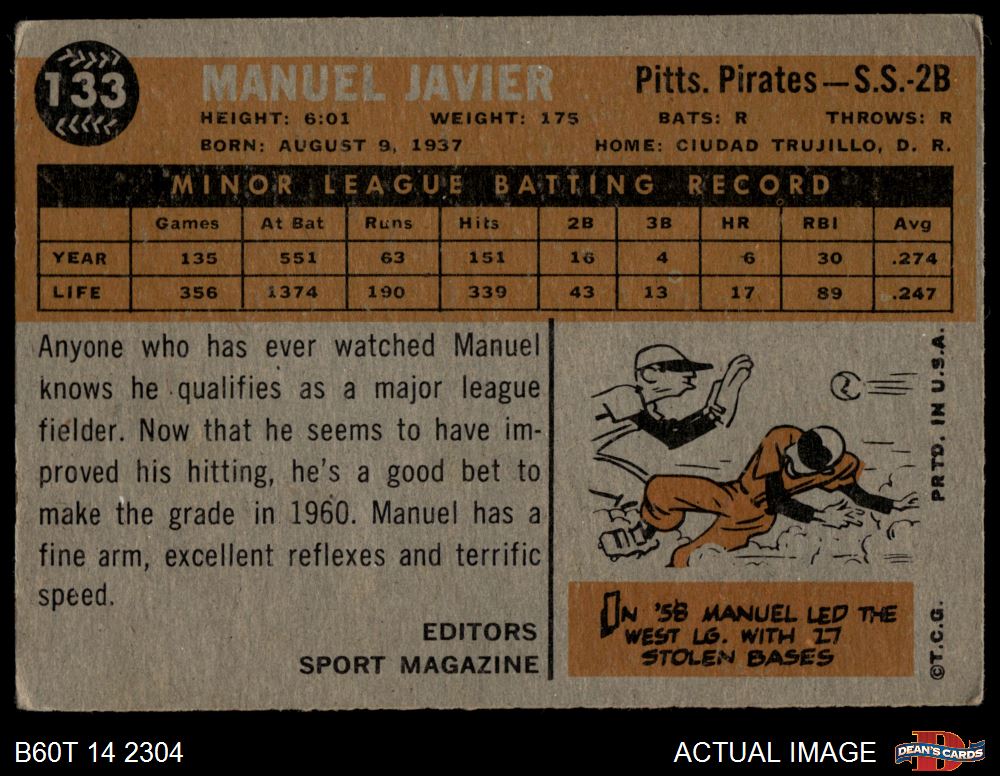 133
MANUEL JAVIER
Pitts. Pirates—S.S.-2B
HEIGHT: 6:01 WEIGHT: 175 BATS: R THROWS: R
BORN: AUGUST 9, 1937 HOME: CIUDAD TRUJILLO, D. R.
MINOR LEAGUE BATTING RECORD
Games At Bat Runs Hits 2B 3B HR RBI Avg
YEAR 135 551 63 151 16 4 6 30 .274
LIFE 356 1374 190 339 43 13 17 89 .247
Anyone who has ever watched Manuel
knows he qualifies as a major league
fielder. Now that he seems to have im-
proved his hitting, he's a good bet to
make the grade in 1960. Manuel has a
fine arm, excellent reflexes and terrific
speed.
EDITORS
SPORT MAGAZINE
IN '58 MANUEL LED THE
WEST LG. WITH 27
STOLEN BASES
PRTD. IN U.S.A.
©T.C.G.
B60T 14 2304
ACTUAL IMAGE
DEAN'S CARDS